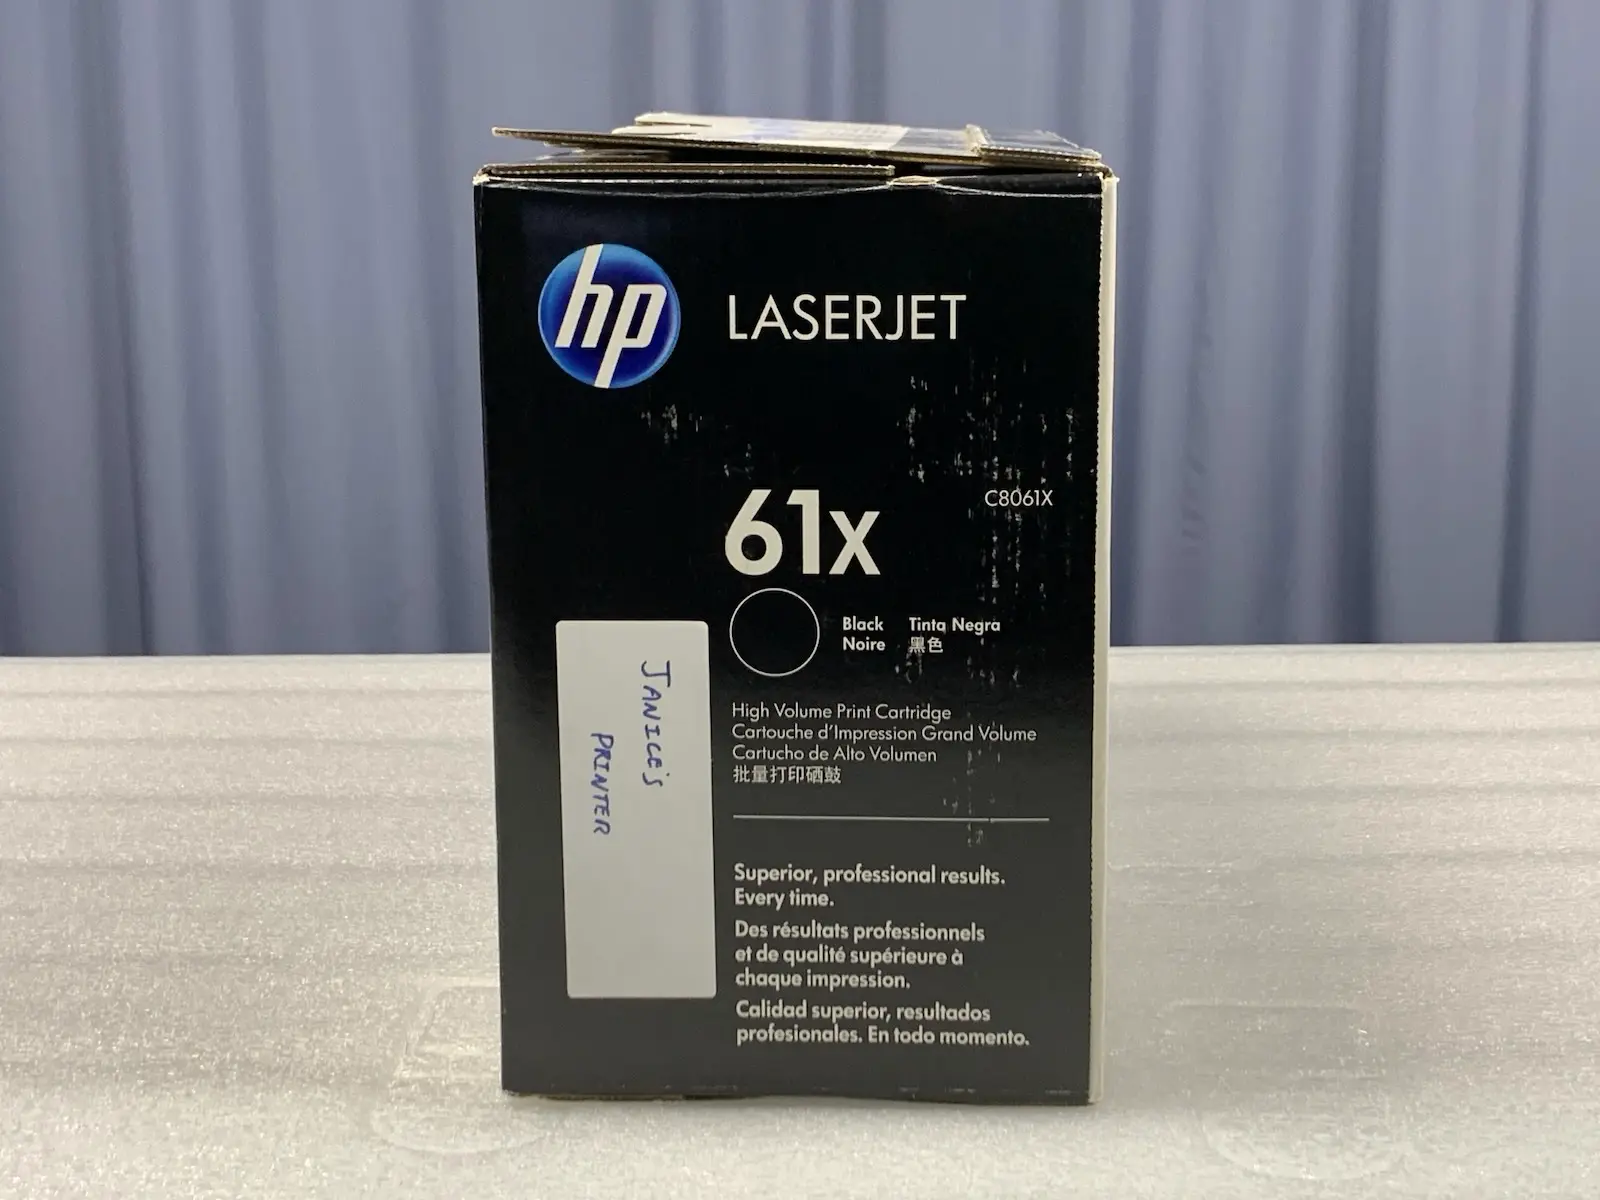 hp
LASERJET
61x
C8061X
Black
Noire
Tinta Negra
黑色
High Volume Print Cartridge
Cartouche d'Impression Grand Volume
Cartucho de Alto Volumen
批量打印硒鼓
JANICE'S
PRINTER
Superior, professional results.
Every time.
Des résultats professionnels
et de qualité supérieure à
chaque impression.
Calidad superior, resultados
profesionales. En todo momento.